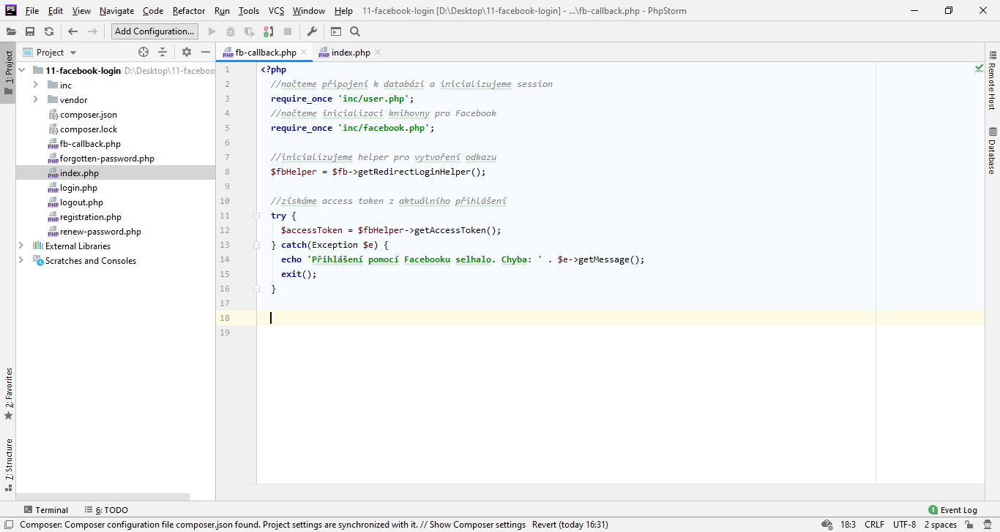 PS File Edit View Navigate Code Refactor Run Tools VCS Window Help 11-facebook-login [D:\Desktop\11-facebook-login] - ...\fb-callback.php - PhpStorm
Add Configuration...
1: Project
Project
fb-callback.php
index.php
11-facebook-login D:\Desktop\11-faceboo
inc
vendor
composer.json
composer.lock
fb-callback.php
forgotten-password.php
index.php
login.php
logout.php
registration.php
renew-password.php
External Libraries
Scratches and Consoles
1 <?php
2 //načteme připojení k databázi a inicializujeme session
3 require_once 'inc/user.php';
4 //načteme inicializaci knihovny pro Facebook
5 require_once 'inc/facebook.php';
6
7 //inicializujeme helper pro vytvoření odkazu
8 $fbHelper = $fb->getRedirectLoginHelper();
9
10 //získáme access token z aktuálního přihlášení
11 try {
12 $accessToken = $fbHelper->getAccessToken();
13 } catch(Exception $e) {
14 echo 'Přihlášení pomocí Facebooku selhalo. Chyba: ' . $e->getMessage();
15 exit();
16 }
17
18
19
Remote Host
Database
2: Favorites
7: Structure
Terminal
6: TODO
1 Event Log
Composer: Composer configuration file composer.json found. Project settings are synchronized with it. // Show Composer settings Revert (today 16:31)
18:3 CRLF UTF-8 2 spaces